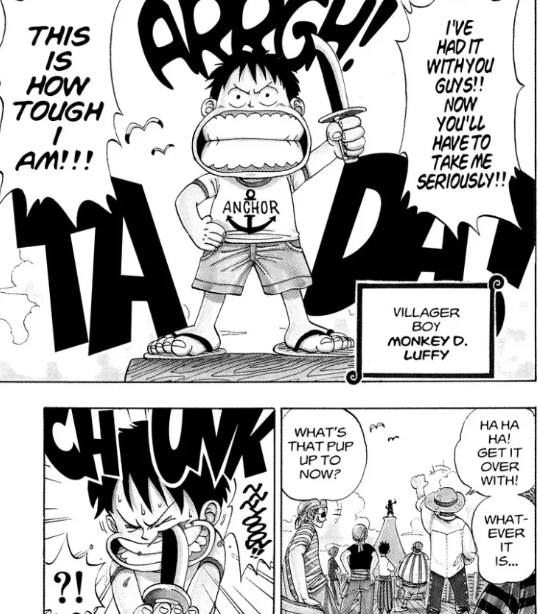 ARRGH!
I'VE
HAD IT
WITH YOU
GUYS!!
NOW
YOU'LL
HAVE TO
TAKE ME
SERIOUSLY!!
THIS
IS
HOW
TOUGH
I
AM!!!
ANCHOR
TA DA
VILLAGER
BOY
MONKEY D.
LUFFY
HA HA
HA!
GET IT
OVER
WITH!
WHAT-
EVER
IT
IS...
WHAT'S
THAT PUP
UP TO
NOW?
CHUNK
?!